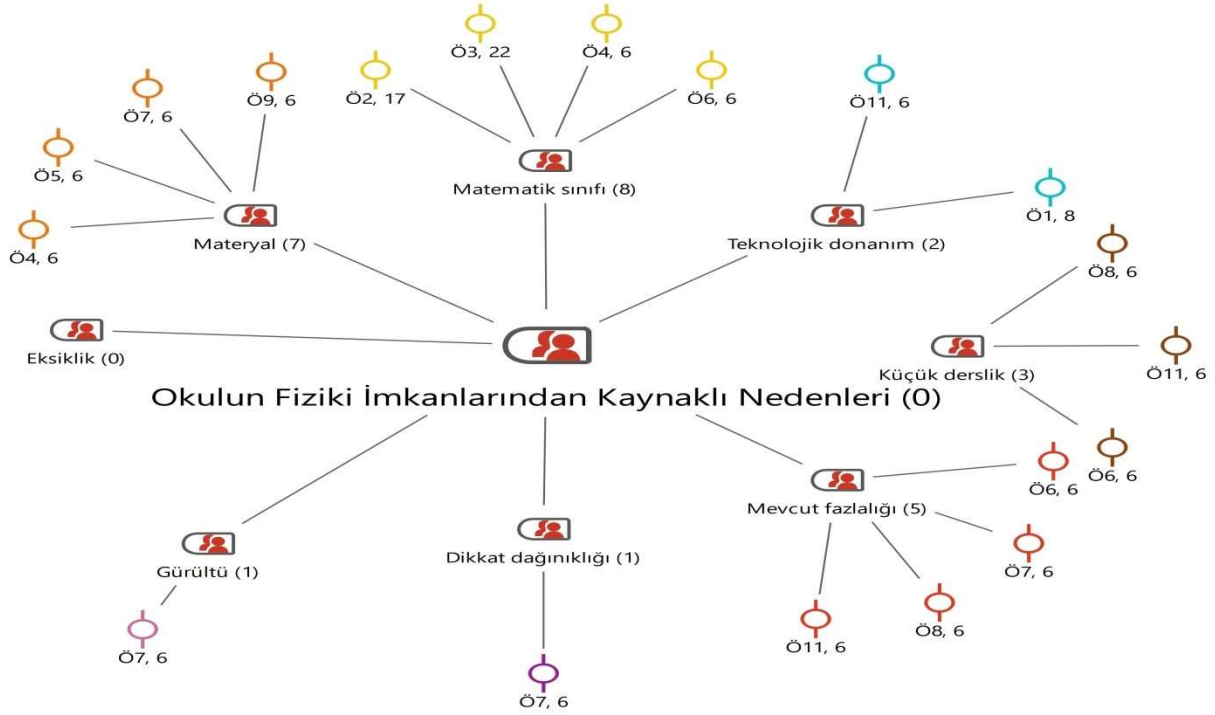 Ö3, 22
Ö4, 6
Ö2, 17
Ö6, 6
Ö7, 6
Ö9, 6
Ö11, 6
Ö5, 6
Matematik sınıfı (8)
Ö4, 6
Materyal (7)
Teknolojik donanım (2)
Ö1, 8
Ö8, 6
Eksiklik (0)
Küçük derslik (3)
Ö11, 6
Okulun Fiziki İmkanlarından Kaynaklı Nedenleri (0)
Ö6, 6
Ö6, 6
Mevcut fazlalığı (5)
Ö7, 6
Ö8, 6
Ö11, 6
Dikkat dağınıklığı (1)
Gürültü (1)
Ö7, 6
Ö7, 6